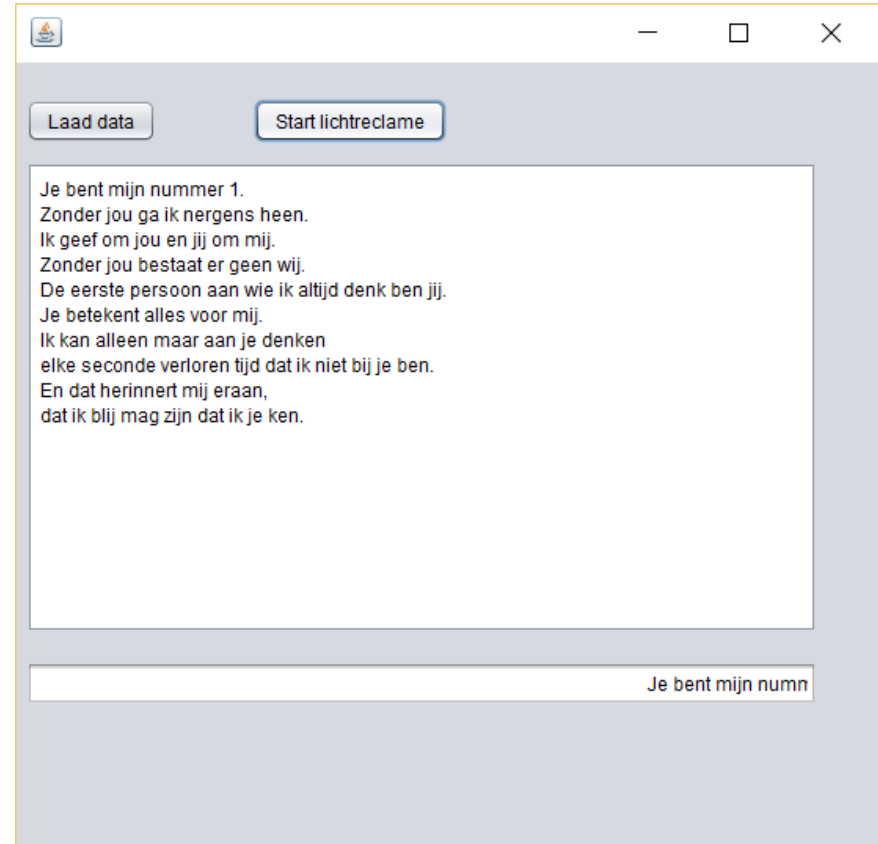 Laad data
Start lichtreclame
Je bent mijn nummer 1.
Zonder jou ga ik nergens heen.
Ik geef om jou en jij om mij.
Zonder jou bestaat er geen wij.
De eerste persoon aan wie ik altijd denk ben jij.
Je betekent alles voor mij.
Ik kan alleen maar aan je denken
elke seconde verloren tijd dat ik niet bij je ben.
En dat herinnert mij eraan,
dat ik blij mag zijn dat ik je ken.
Je bent mijn numm